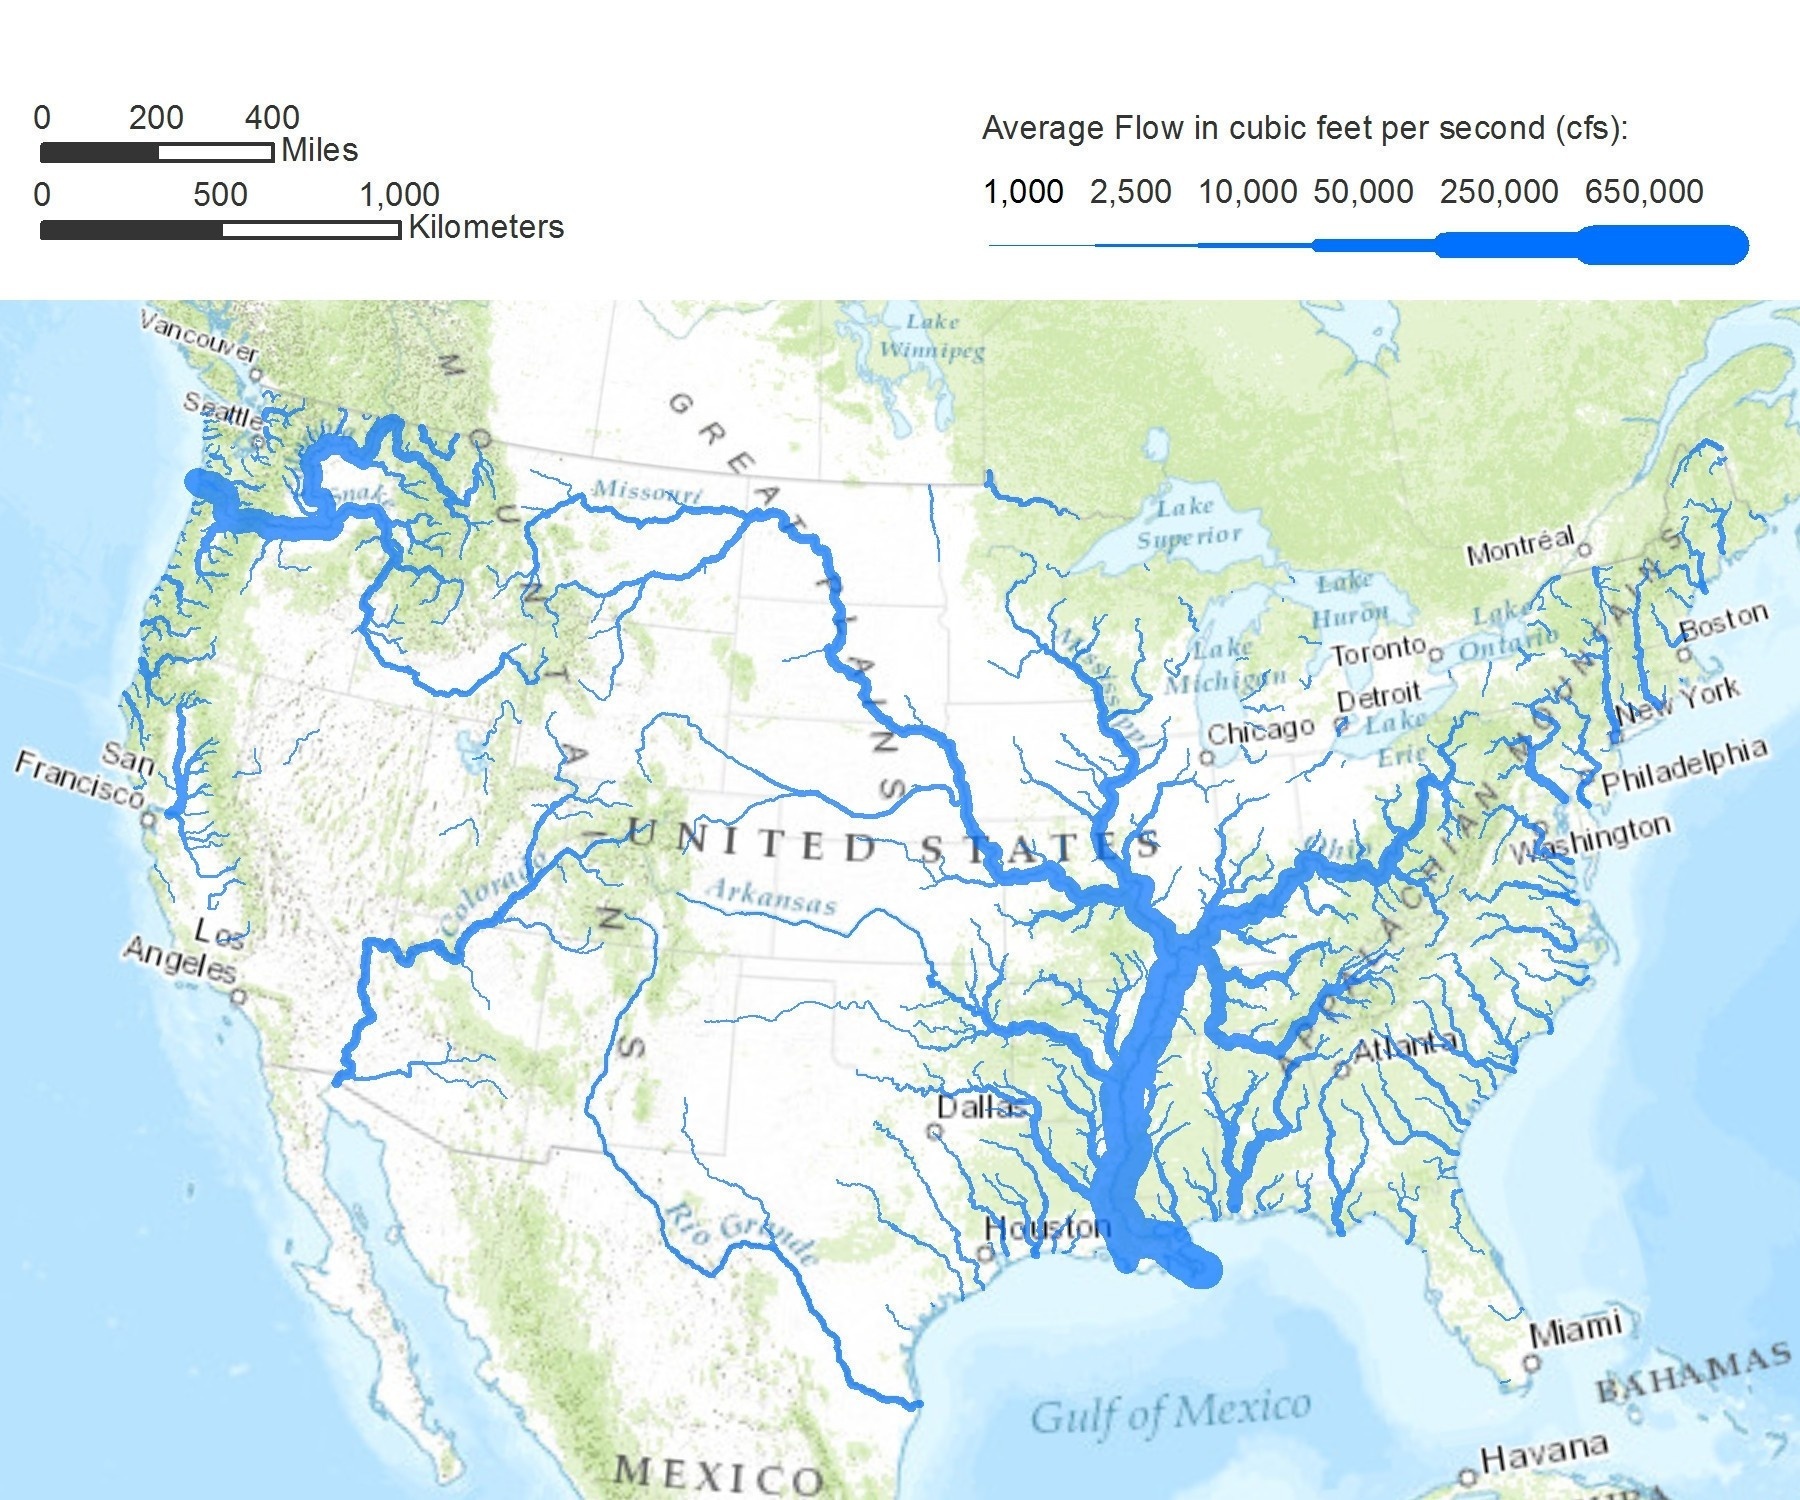 0 200 400
Miles
0 500 1,000
Kilometers
Average Flow in cubic feet per second (cfs):
1,000 2,500 10,000 50,000 250,000 650,000
Vancouver
Seattle
Lake
Winnipeg
GREAT PLAINS
MOUNTAINS
Snake
Missouri
Lake
Superior
Montréal
Lake
Huron
Lake
Ontario
Toronto
Boston
Mississippi
Lake
Michigan
Detroit
New York
Chicago
Lake
Erie
San
Francisco
Philadelphia
APPALACHIAN MOUNTAINS
UNITED STATES
Ohio
Washington
Colorado
Arkansas
Los
Angeles
Atlanta
Dallas
Rio Grande
Houston
Miami
BAHAMAS
Gulf of Mexico
MEXICO
Havana